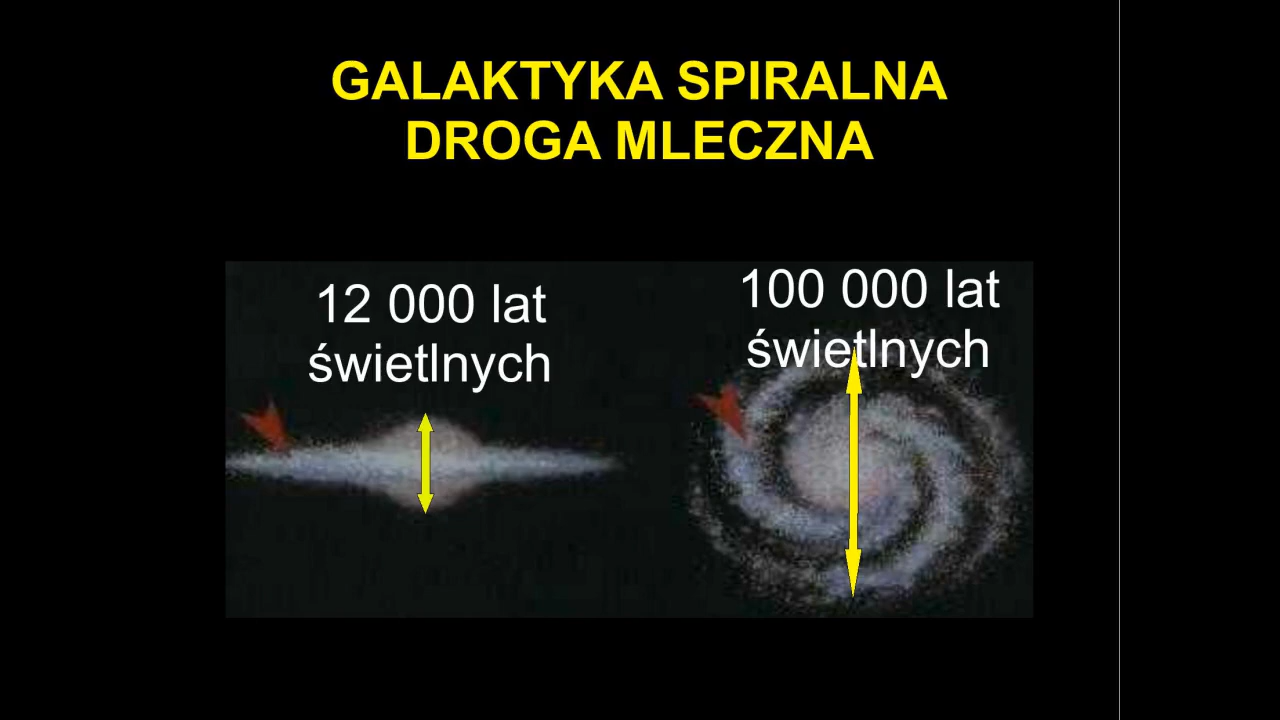 GALAKTYKA SPIRALNA
DROGA MLECZNA
12 000 lat
świetlnych
100 000 lat
świetlnych